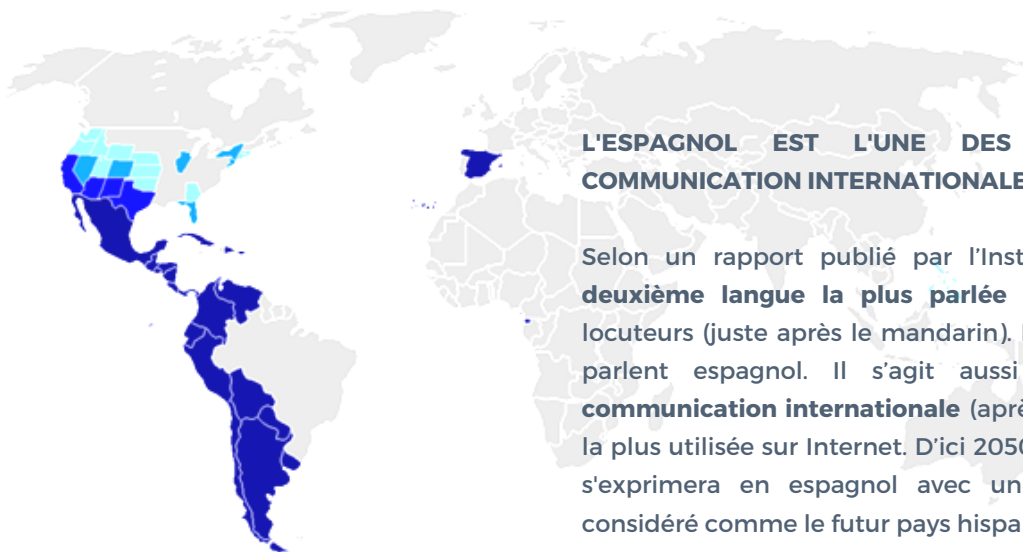 L'ESPAGNOL EST L'UNE DES
COMMUNICATION INTERNATIONALE
Selon un rapport publié par l'Inst
deuxième langue la plus parlée
locuteurs (juste après le mandarin).
parlent espagnol. Il s'agit aussi
communication internationale (aprè
la plus utilisée sur Internet. D'ici 2050
s'exprimera en espagnol avec un
considéré comme le futur pays hispa